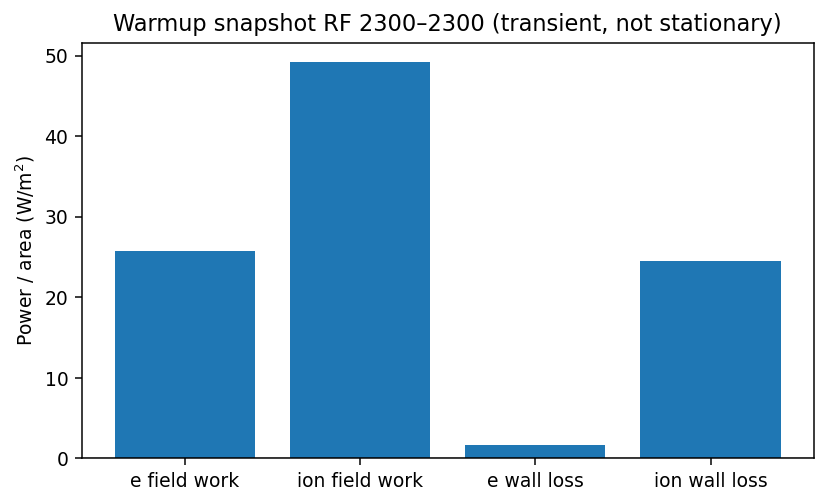 Warmup snapshot RF 2300–2300 (transient, not stationary)
Power / area (W/m²)
50
40
30
20
10
0
e field work
ion field work
e wall loss
ion wall loss